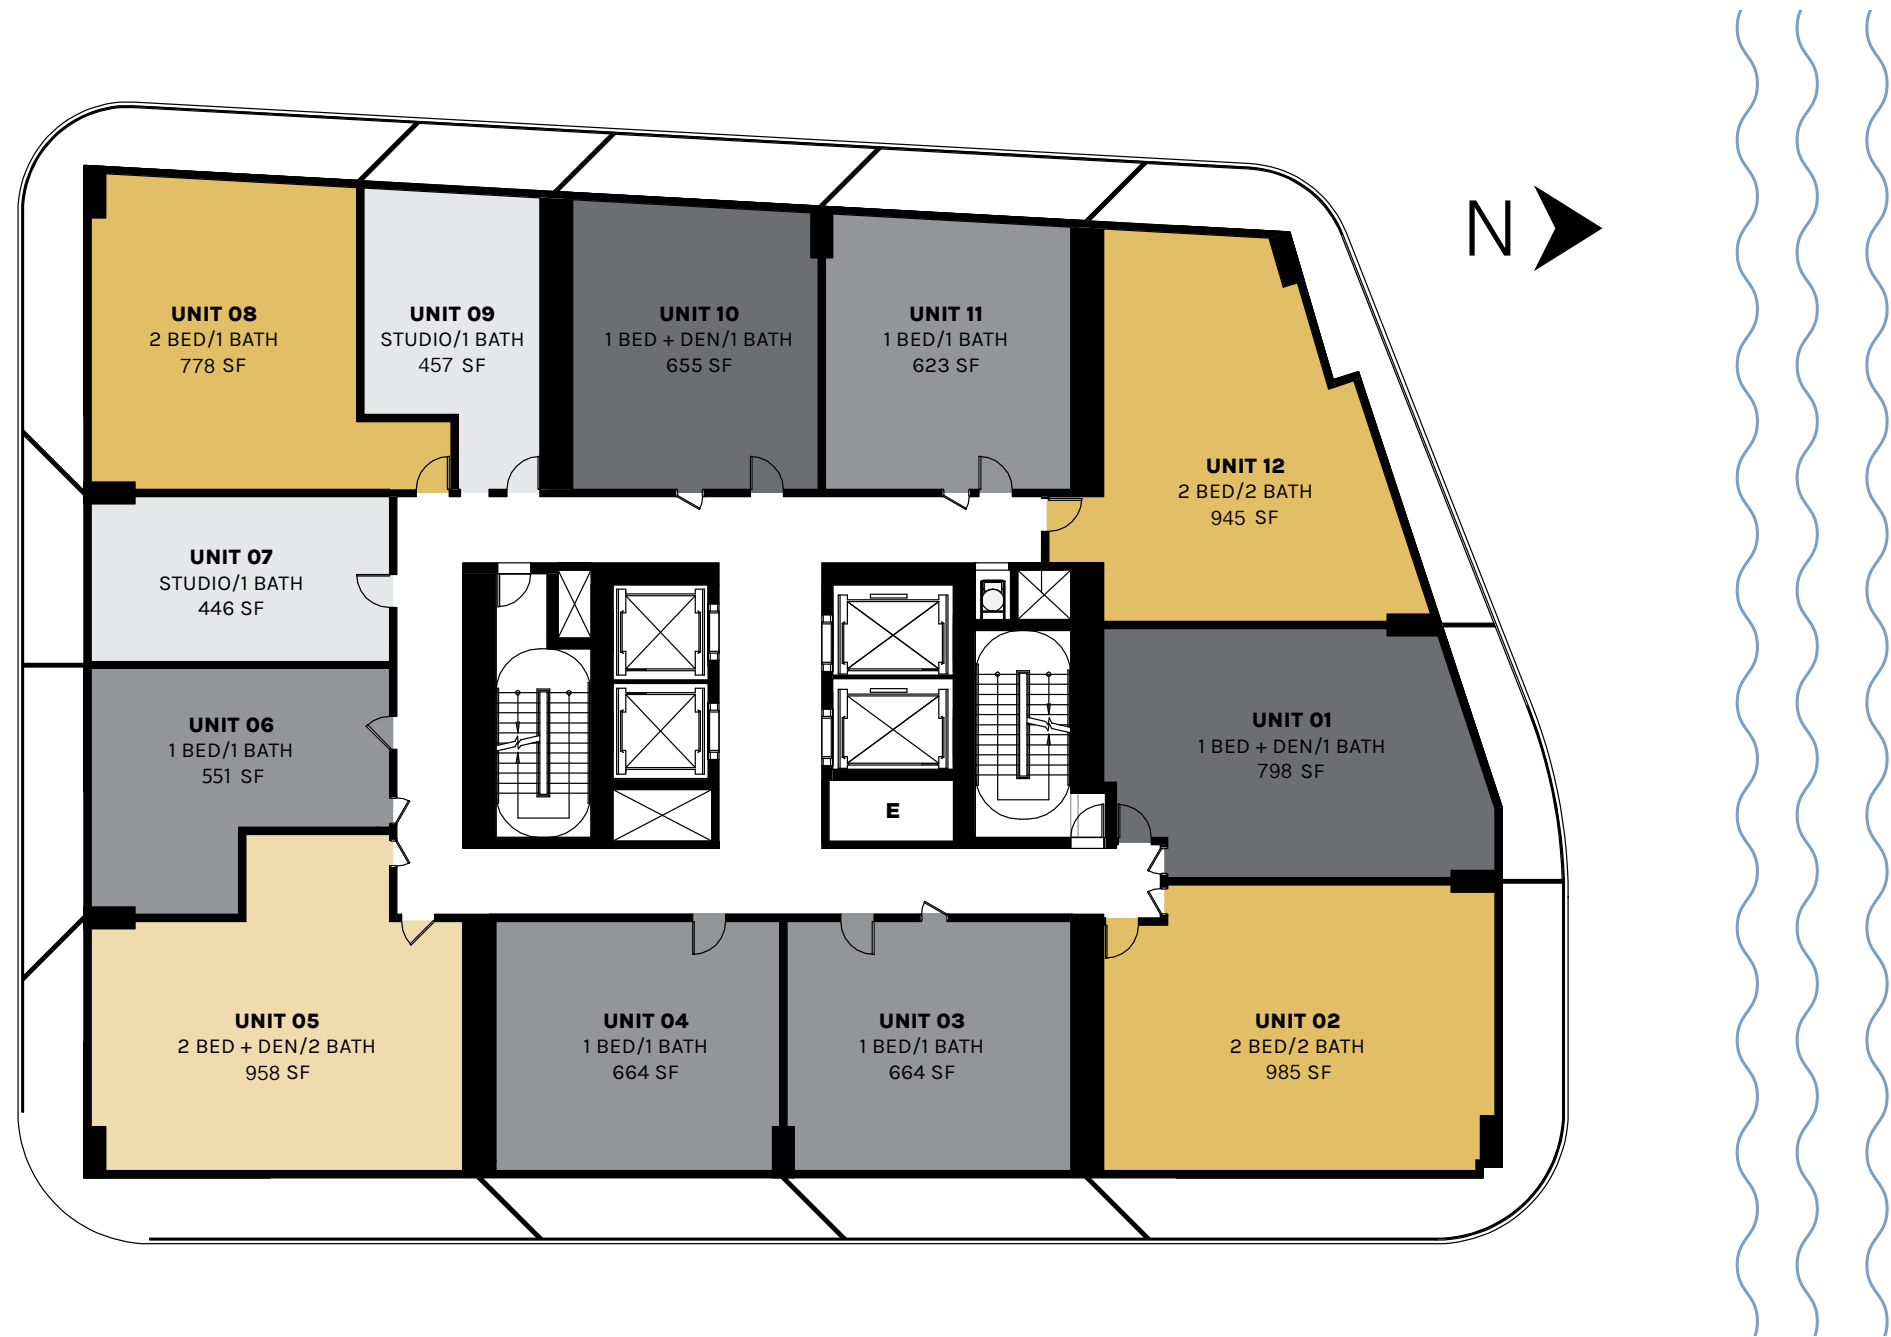 N
UNIT 08
2 BED/1 BATH
778 SF
UNIT 09
STUDIO/1 BATH
457 SF
UNIT 10
1 BED + DEN/1 BATH
655 SF
UNIT 11
1 BED/1 BATH
623 SF
UNIT 12
2 BED/2 BATH
945 SF
UNIT 07
STUDIO/1 BATH
446 SF
UNIT 06
1 BED/1 BATH
551 SF
UNIT 01
1 BED + DEN/1 BATH
798 SF
E
UNIT 05
2 BED + DEN/2 BATH
958 SF
UNIT 04
1 BED/1 BATH
664 SF
UNIT 03
1 BED/1 BATH
664 SF
UNIT 02
2 BED/2 BATH
985 SF